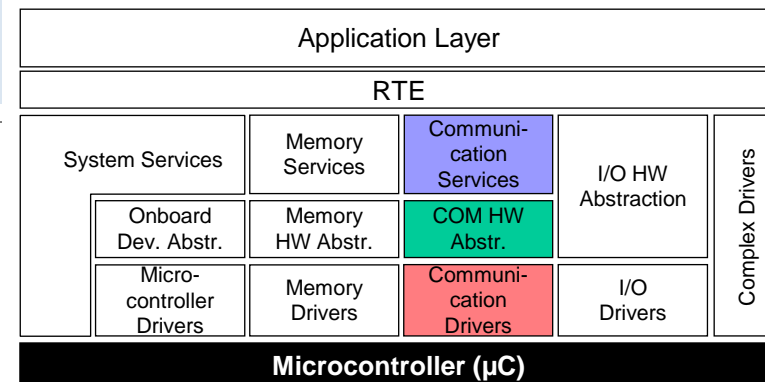 Application Layer
RTE
System Services
Memory
Services
Communi-
cation
Services
I/O HW
Abstraction
Complex Drivers
Onboard
Dev. Abstr.
Memory
HW Abstr.
COM HW
Abstr.
Micro-
controller
Drivers
Memory
Drivers
Communi-
cation
Drivers
I/O
Drivers
Microcontroller (µC)